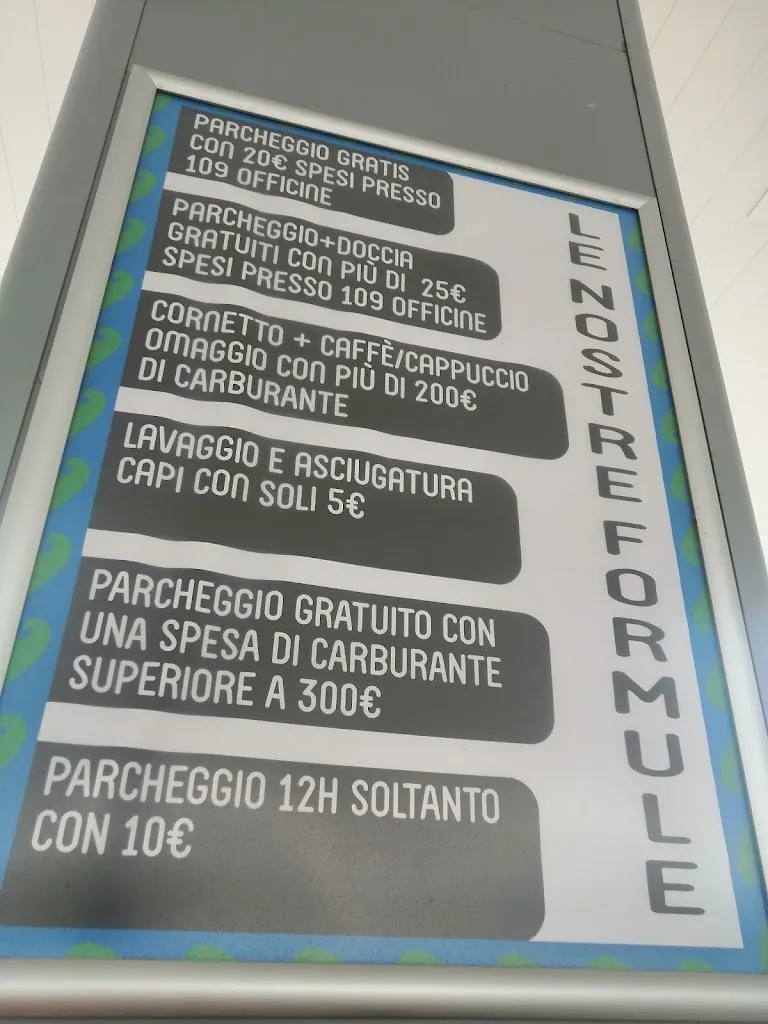 PARCHEGGIO GRATIS
CON 20€ SPESI PRESSO
109 OFFICINE
PARCHEGGIO+DOCCIA
GRATUITI CON PIÙ DI 25€
SPESI PRESSO 109 OFFICINE
CORNETTO + CAFFÈ/CAPPUCCIO
OMAGGIO CON PIÙ DI 200€
DI CARBURANTE
LAVAGGIO E ASCIUGATURA
CAPI CON SOLI 5€
PARCHEGGIO GRATUITO CON
UNA SPESA DI CARBURANTE
SUPERIORE A 300€
PARCHEGGIO 12H SOLTANTO
CON 10€
LE NOSTRE FORMULE